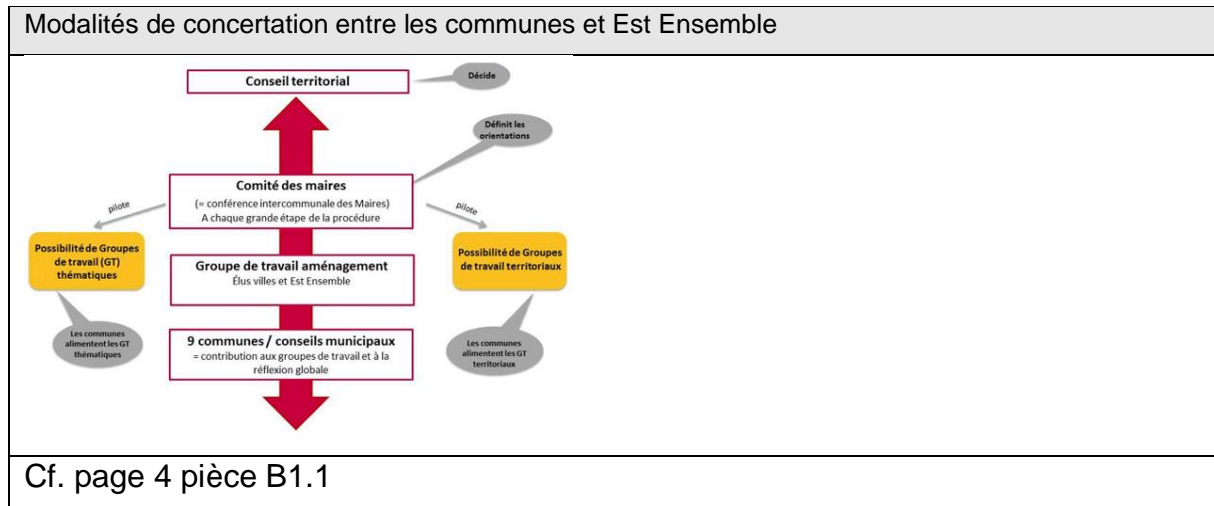 Modalités de concertation entre les communes et Est Ensemble
Conseil territorial
Décide
Définit les
orientations
Comité des maires
(= conférence intercommunale des Maires)
A chaque grande étape de la procédure
pilote
pilote
Possibilité de Groupes
de travail (GT)
thématiques
Groupe de travail aménagement
Élus villes et Est Ensemble
Possibilité de Groupes
de travail territoriaux
Les communes
alimentent les GT
thématiques
9 communes / conseils municipaux
= contribution aux groupes de travail et à la
réflexion globale
Les communes
alimentent les GT
territoriaux
Cf. page 4 pièce B1.1